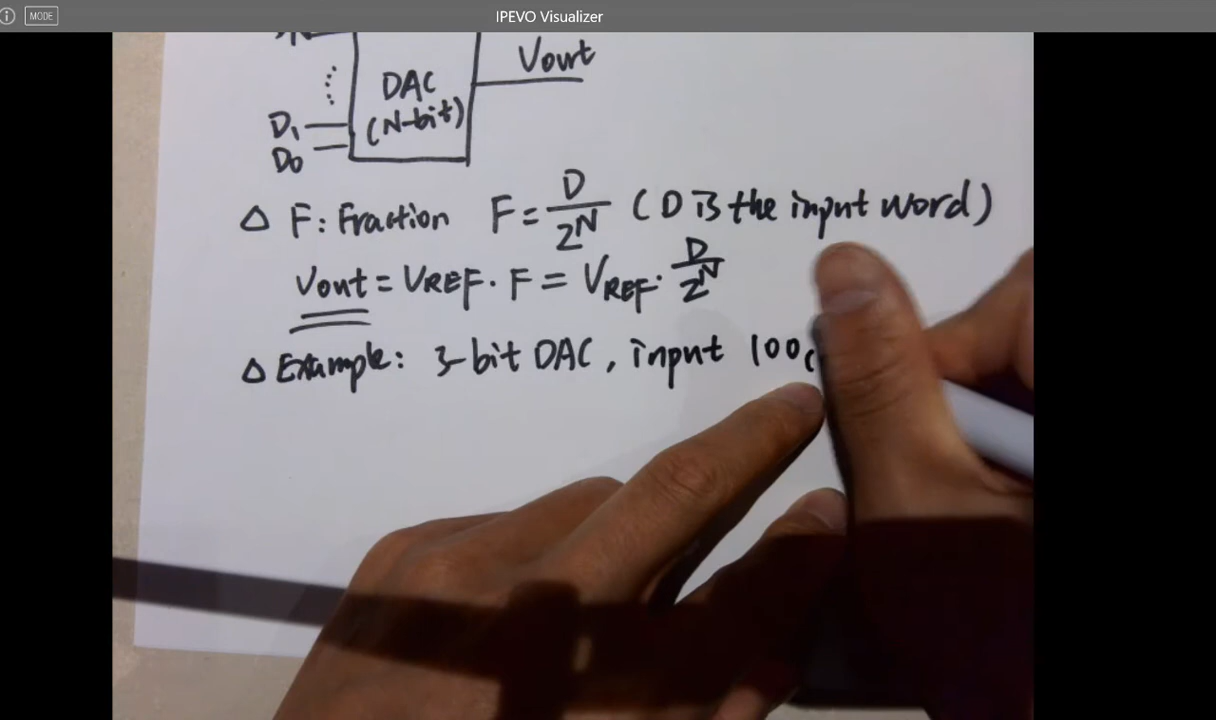 MODE
IPEVO Visualizer
Vout
DAC
(N-bit)
D1
D0
Δ F: Fraction F = D/2^N (D is the input word)
Vout = VREF · F = VREF · D/2^N
Δ Example: 3-bit DAC, input 100